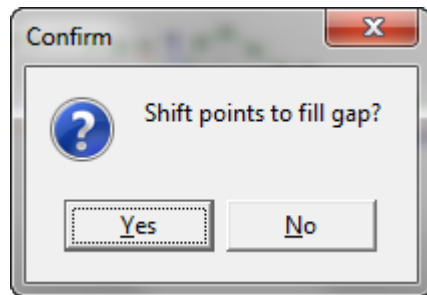 Confirm
Shift points to fill gap?
Yes
No